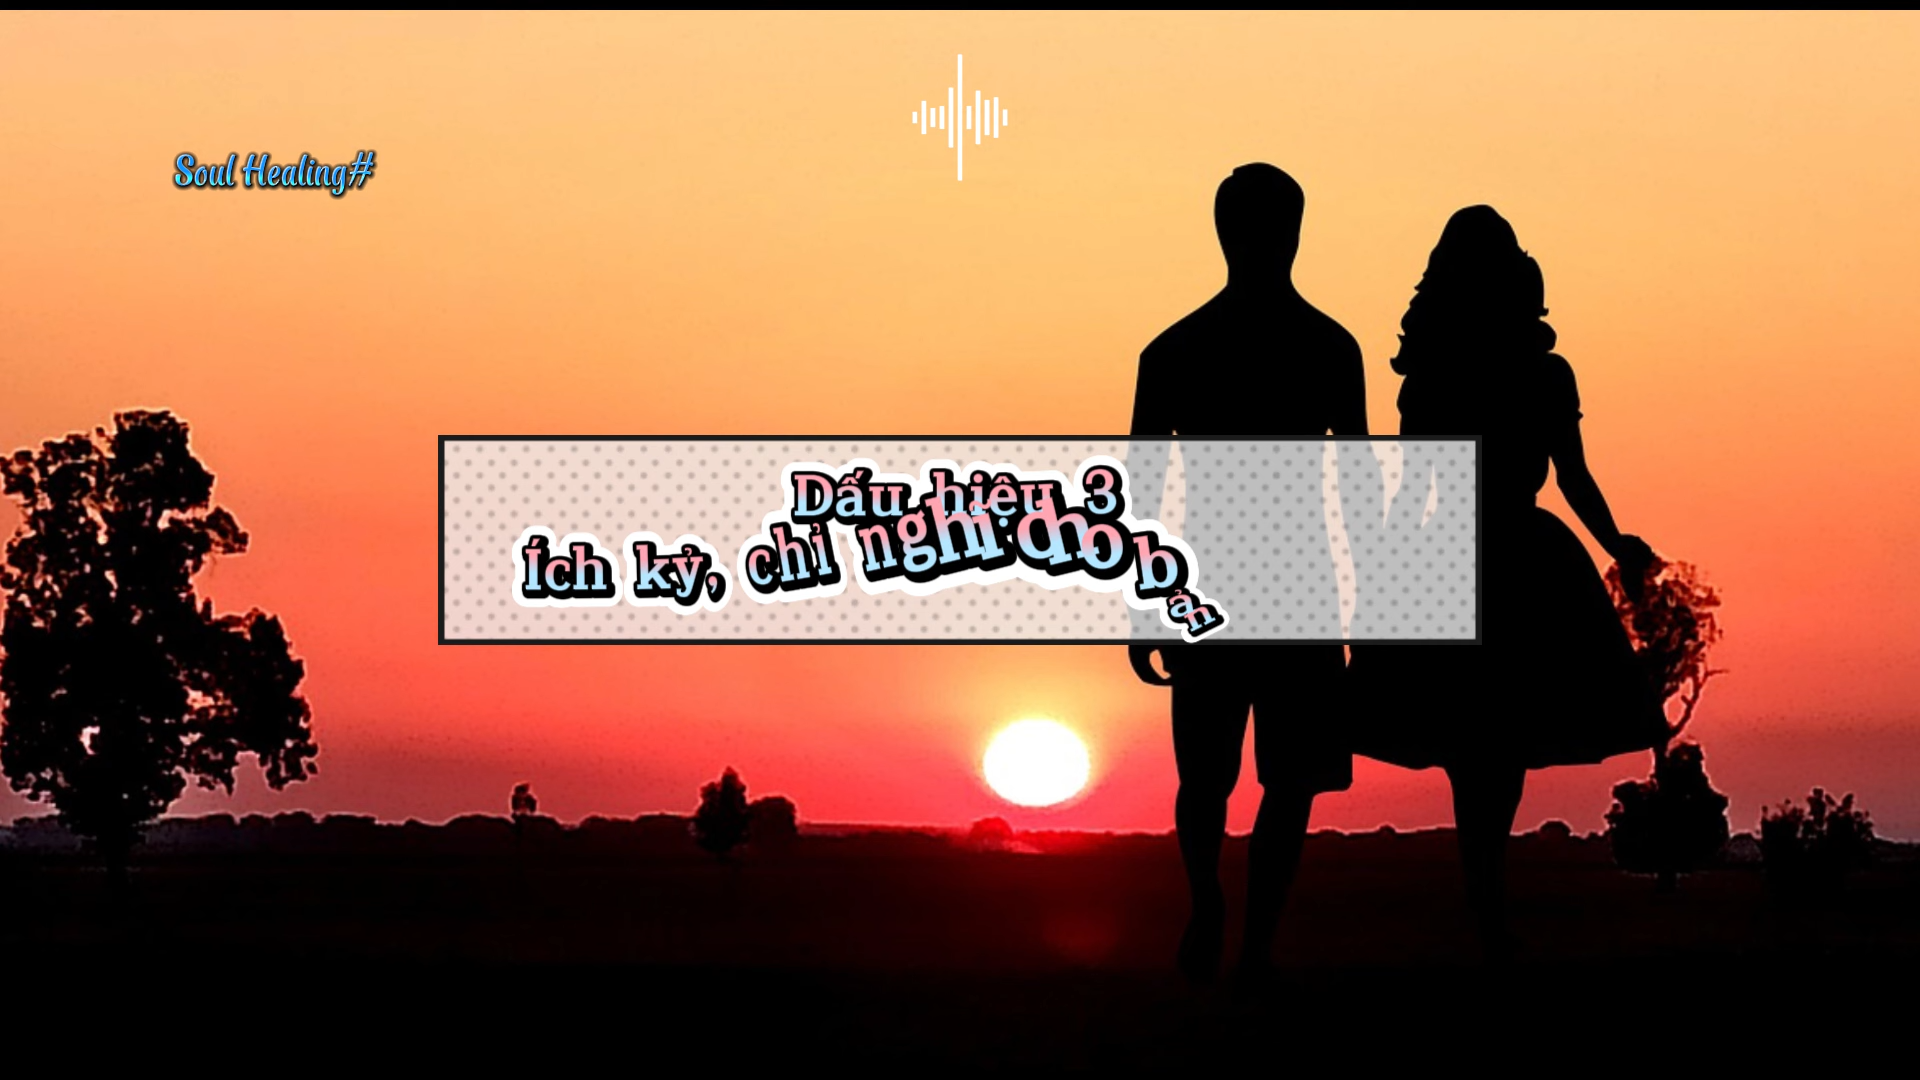 Soul Healing#
Dấu hiệu 3
Ích kỷ, chỉ nghĩ cho bản